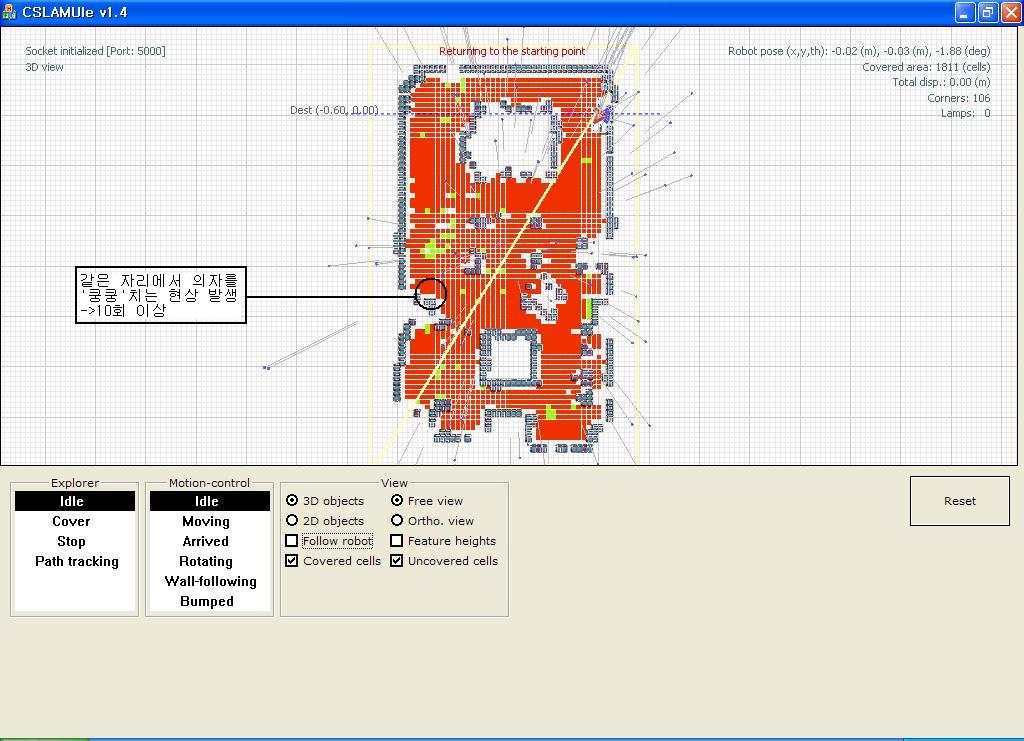 CSLAMUIe v1.4
Socket initialized [Port: 5000]
3D view
Returning to the starting point
Robot pose (x,y,th): -0.02 (m), -0.03 (m), -1.88 (deg)
Covered area: 1811 (cells)
Total disp.: 0.00 (m)
Corners: 106
Lamps: 0
Dest (-0.60, 0.00)
같은 자리에서 의자를
'쿵쿵'치는 현상 발생
->10회 이상
Explorer
Idle
Cover
Stop
Path tracking
Motion-control
Idle
Moving
Arrived
Rotating
Wall-following
Bumped
View
3D objects
Free view
2D objects
Ortho. view
Follow robot
Feature heights
Covered cells
Uncovered cells
Reset